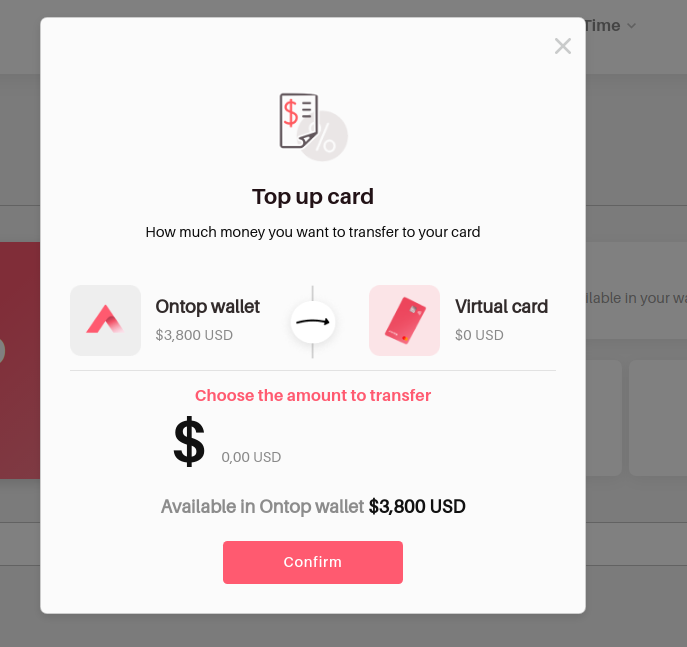 Time
$
%
Top up card
How much money you want to transfer to your card
Ontop wallet
$3,800 USD
Virtual card
$0 USD
Choose the amount to transfer
$ 0,00 USD
Available in Ontop wallet $3,800 USD
Confirm
in your